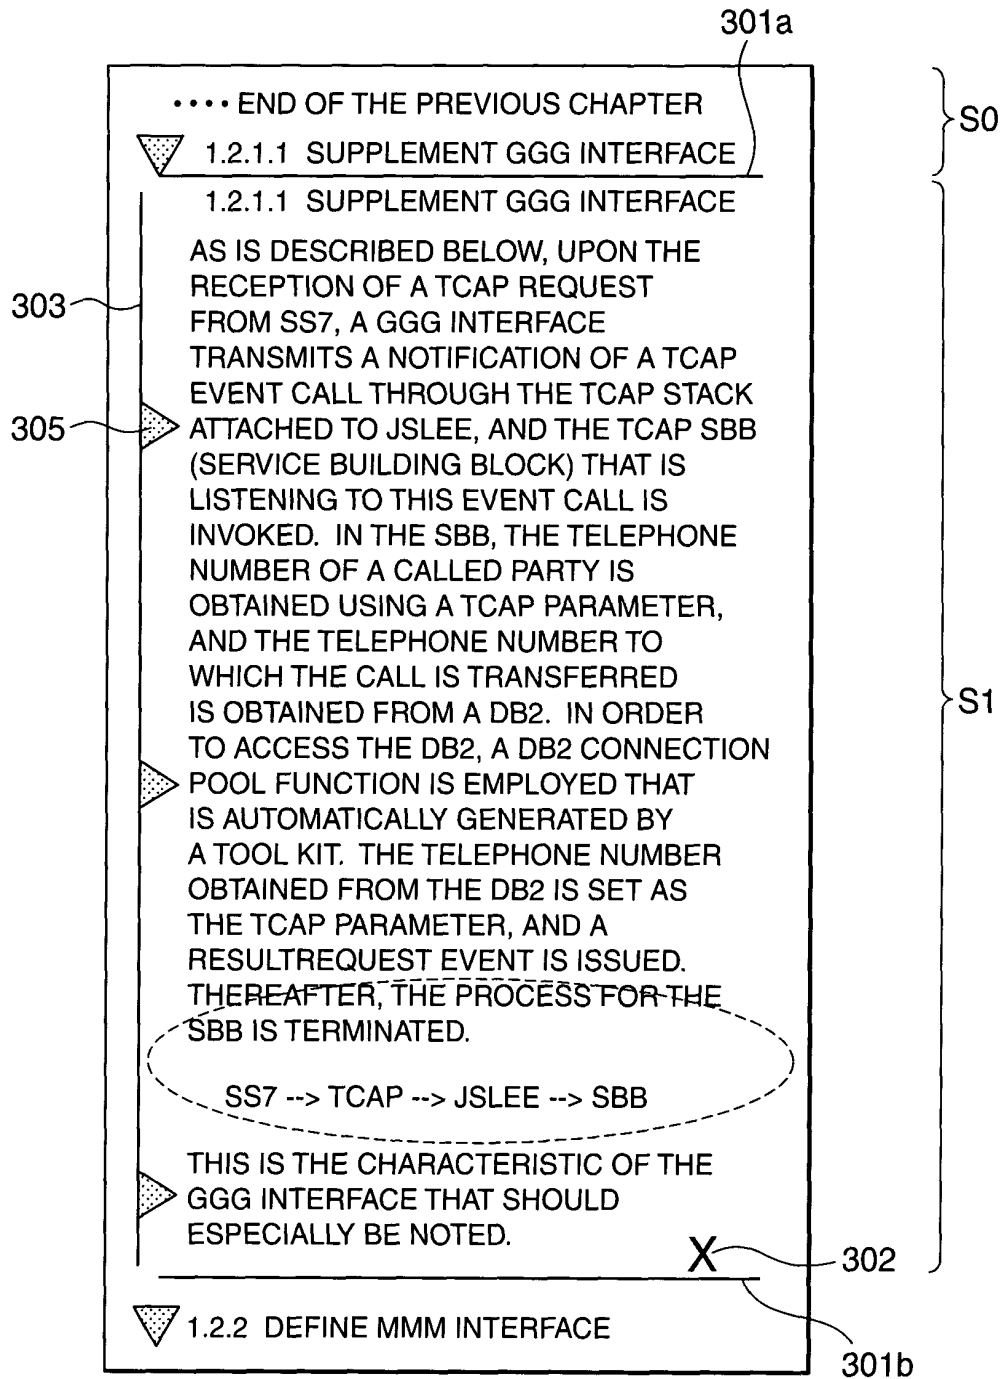 301a
•••• END OF THE PREVIOUS CHAPTER
S0
1.2.1.1 SUPPLEMENT GGG INTERFACE
1.2.1.1 SUPPLEMENT GGG INTERFACE
AS IS DESCRIBED BELOW, UPON THE
RECEPTION OF A TCAP REQUEST
303
FROM SS7, A GGG INTERFACE
TRANSMITS A NOTIFICATION OF A TCAP
EVENT CALL THROUGH THE TCAP STACK
305
ATTACHED TO JSLEE, AND THE TCAP SBB
(SERVICE BUILDING BLOCK) THAT IS
LISTENING TO THIS EVENT CALL IS
INVOKED. IN THE SBB, THE TELEPHONE
NUMBER OF A CALLED PARTY IS
OBTAINED USING A TCAP PARAMETER,
AND THE TELEPHONE NUMBER TO
WHICH THE CALL IS TRANSFERRED
S1
IS OBTAINED FROM A DB2. IN ORDER
TO ACCESS THE DB2, A DB2 CONNECTION
POOL FUNCTION IS EMPLOYED THAT
IS AUTOMATICALLY GENERATED BY
A TOOL KIT. THE TELEPHONE NUMBER
OBTAINED FROM THE DB2 IS SET AS
THE TCAP PARAMETER, AND A
RESULTREQUEST EVENT IS ISSUED.
THEREAFTER, THE PROCESS FOR THE
SBB IS TERMINATED.
SS7 --> TCAP --> JSLEE --> SBB
THIS IS THE CHARACTERISTIC OF THE
GGG INTERFACE THAT SHOULD
ESPECIALLY BE NOTED.
X
302
1.2.2 DEFINE MMM INTERFACE
301b